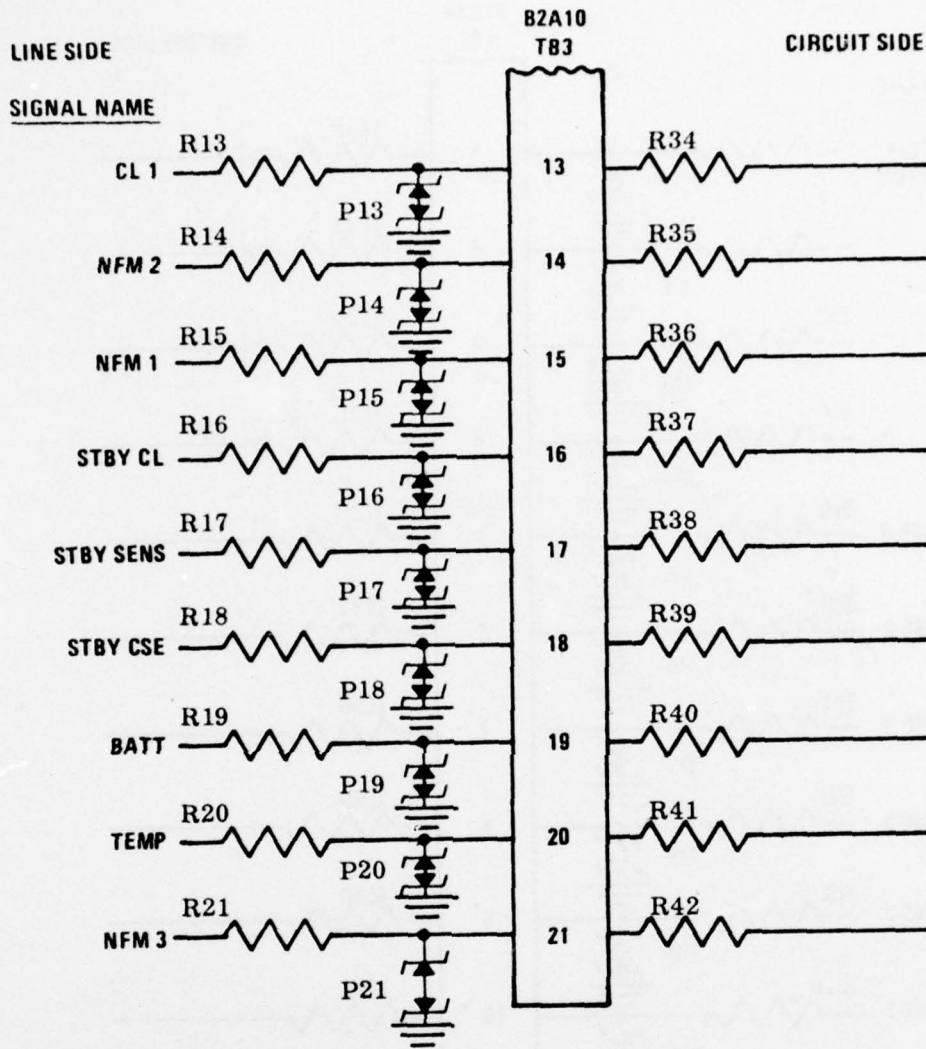 B2A10
TB3
LINE SIDE
CIRCUIT SIDE
SIGNAL NAME
CL 1 R13 P13 13 R34
NFM 2 R14 P14 14 R35
NFM 1 R15 P15 15 R36
STBY CL R16 P16 16 R37
STBY SENS R17 P17 17 R38
STBY CSE R18 P18 18 R39
BATT R19 P19 19 R40
TEMP R20 P20 20 R41
NFM 3 R21 P21 21 R42